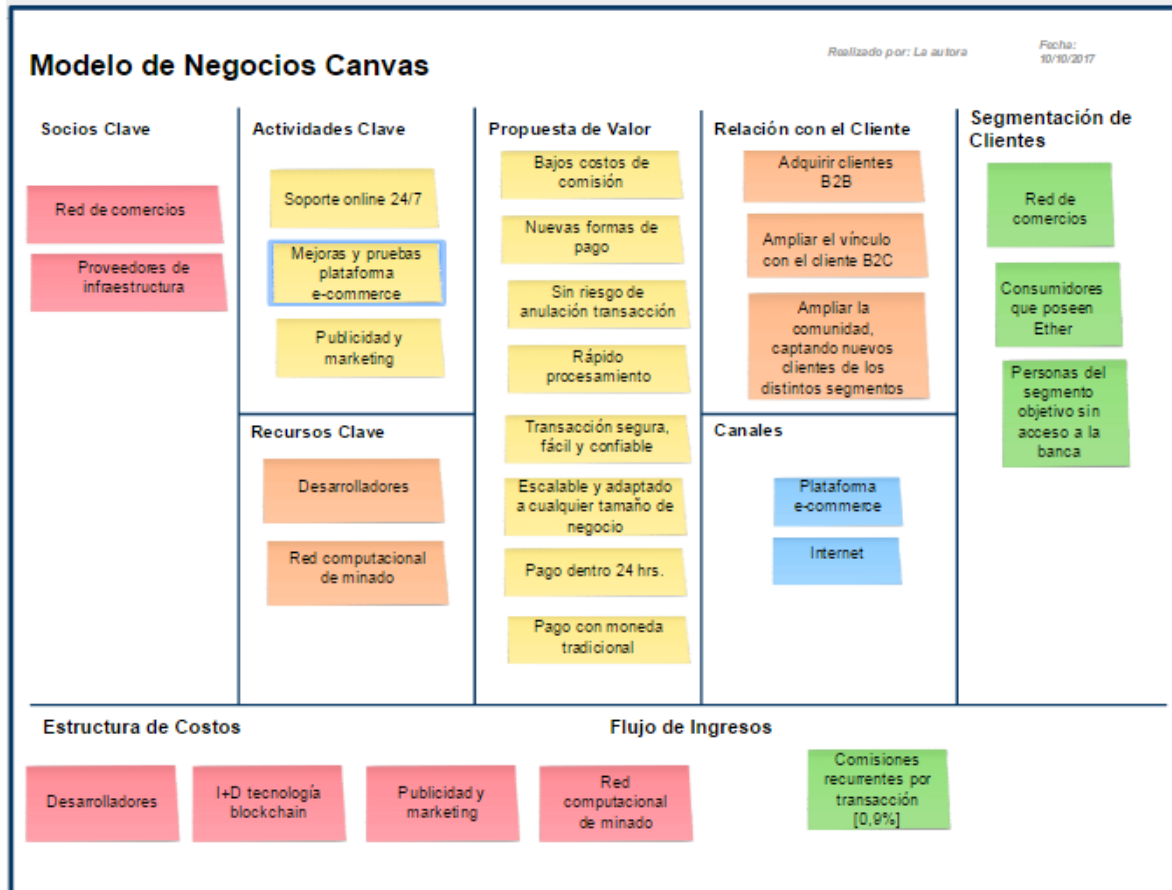 Modelo de Negocios Canvas
Realizado por: La autora
Fecha:
10/10/2017
Socios Clave
Red de comercios
Proveedores de
infraestructura
Actividades Clave
Soporte online 24/7
Mejoras y pruebas
plataforma
e-commerce
Publicidad y
marketing
Recursos Clave
Desarrolladores
Red computacional
de minado
Propuesta de Valor
Bajos costos de
comisión
Nuevas formas de
pago
Sin riesgo de
anulación transacción
Rápido
procesamiento
Transacción segura,
fácil y confiable
Escalable y adaptado
a cualquier tamaño de
negocio
Pago dentro 24 hrs.
Pago con moneda
tradicional
Relación con el Cliente
Adquirir clientes
B2B
Ampliar el vínculo
con el cliente B2C
Ampliar la
comunidad,
captando nuevos
clientes de los
distintos segmentos
Canales
Plataforma
e-commerce
Internet
Segmentación de
Clientes
Red de
comercios
Consumidores
que poseen
Ether
Personas del
segmento
objetivo sin
acceso a la
banca
Estructura de Costos
Desarrolladores
I+D tecnología
blockchain
Publicidad y
marketing
Red
computacional
de minado
Flujo de Ingresos
Comisiones
recurrentes por
transacción
[0,9%]